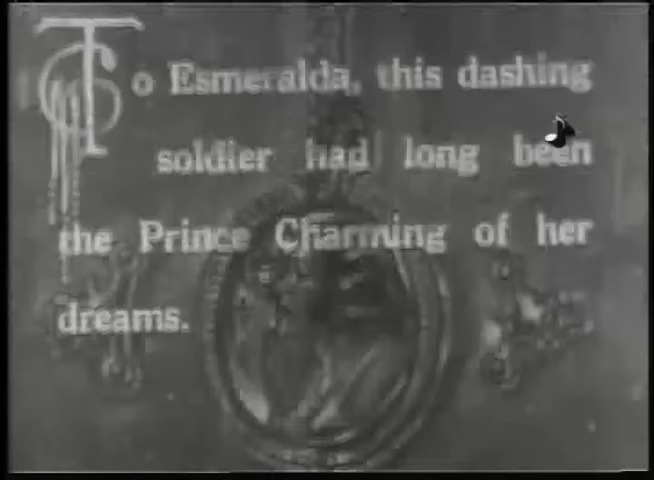 To Esmeralda, this dashing
soldier had long been
the Prince Charming of her
dreams.